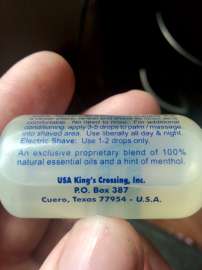 comfortable. No need to rinse. For additional
conditioning, apply 3-5 drops to palm / massage
into shaved area. Use liberally all day & night.
Electric Shave: Use 1-2 drops only.
An exclusive proprietary blend of 100%
natural essential oils and a hint of menthol.
USA King's Crossing, Inc.
P.O. Box 387
Cuero, Texas 77954 - U.S.A.